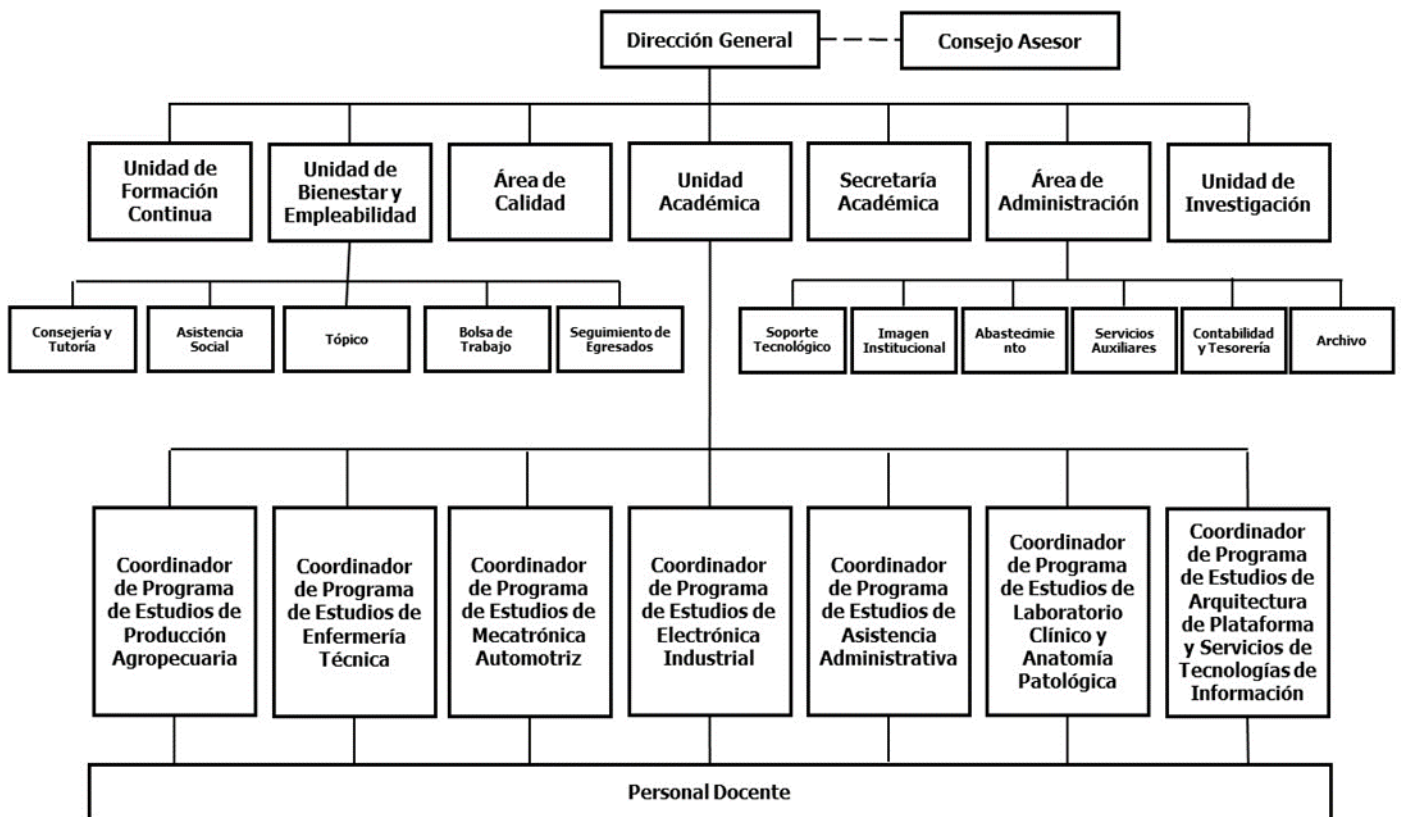 Dirección General
Consejo Asesor
Unidad de
Formación
Continua
Unidad de
Bienestar y
Empleabilidad
Área de
Calidad
Unidad
Académica
Secretaría
Académica
Área de
Administración
Unidad de
Investigación
Consejería y
Tutoría
Asistencia
Social
Tópico
Bolsa de
Trabajo
Seguimiento de
Egresados
Soporte
Tecnológico
Imagen
Institucional
Abastecimie
nto
Servicios
Auxiliares
Contabilidad
y Tesorería
Archivo
Coordinador
de Programa
de Estudios de
Producción
Agropecuaria
Coordinador
de Programa
de Estudios de
Enfermería
Técnica
Coordinador
de Programa
de Estudios de
Mecatrónica
Automotriz
Coordinador
de Programa
de Estudios de
Electrónica
Industrial
Coordinador
de Programa
de Estudios de
Asistencia
Administrativa
Coordinador
de Programa
de Estudios de
Laboratorio
Clínico y
Anatomía
Patológica
Coordinador
de Programa
de Estudios de
Arquitectura
de Plataforma
y Servicios de
Tecnologías de
Información
Personal Docente